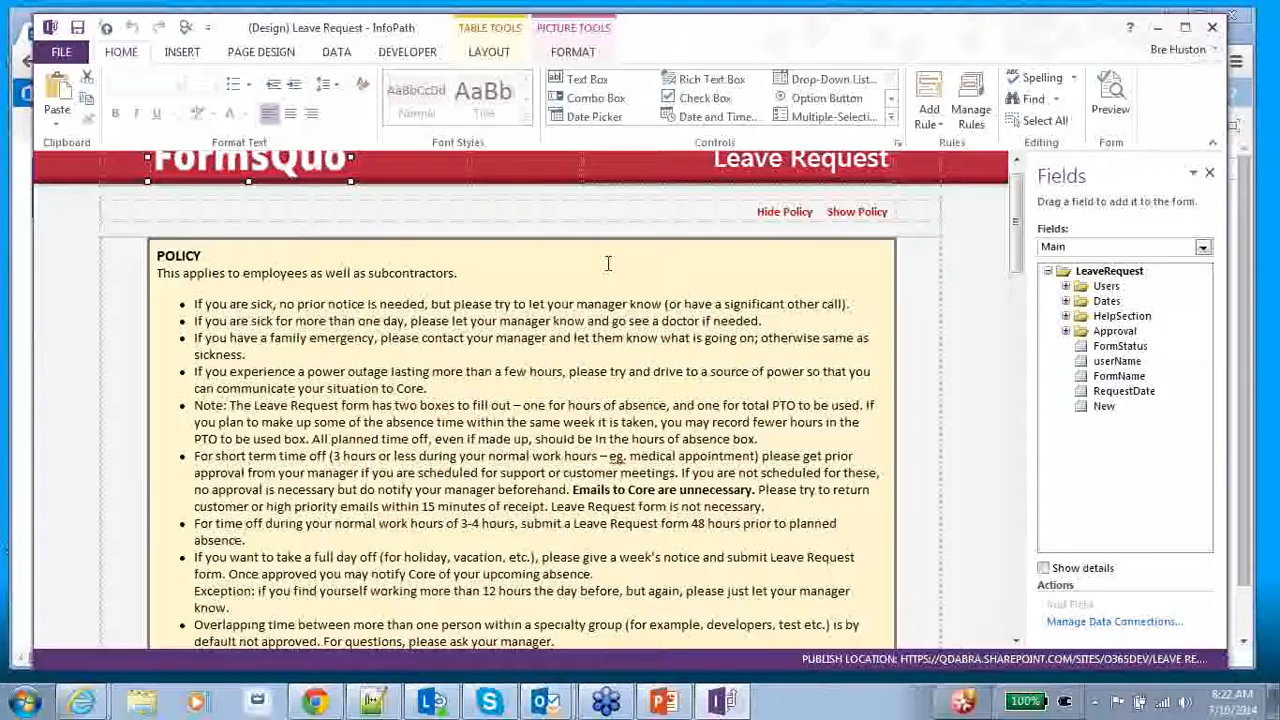 (Design) Leave Request - InfoPath
TABLE TOOLS
PICTURE TOOLS
?
Bre Huston
FILE
HOME
INSERT
PAGE DESIGN
DATA
DEVELOPER
LAYOUT
FORMAT
Paste
Clipboard
B I U
Format Text
AaBbCcDd
Normal
AaBb
Title
Font Styles
Text Box
Combo Box
Date Picker
Rich Text Box
Check Box
Date and Time...
Drop-Down List...
Option Button
Multiple-Selecti...
Controls
Add
Rule
Manage
Rules
Rules
Spelling
Find
Select All
Editing
Preview
Form
FormsQuo
Leave Request
Hide Policy Show Policy
POLICY
This applies to employees as well as subcontractors.
• If you are sick, no prior notice is needed, but please try to let your manager know (or have a significant other call).
• If you are sick for more than one day, please let your manager know and go see a doctor if needed.
• If you have a family emergency, please contact your manager and let them know what is going on; otherwise same as
sickness.
• If you experience a power outage lasting more than a few hours, please try and drive to a source of power so that you
can communicate your situation to Core.
• Note: The Leave Request form has two boxes to fill out – one for hours of absence, and one for total PTO to be used. If
you plan to make up some of the absence time within the same week it is taken, you may record fewer hours in the
PTO to be used box. All planned time off, even if made up, should be in the hours of absence box.
• For short term time off (3 hours or less during your normal work hours – eg. medical appointment) please get prior
approval from your manager if you are scheduled for support or customer meetings. If you are not scheduled for these,
no approval is necessary but do notify your manager beforehand. Emails to Core are unnecessary. Please try to return
customer or high priority emails within 15 minutes of receipt. Leave Request form is not necessary.
• For time off during your normal work hours of 3-4 hours, submit a Leave Request form 48 hours prior to planned
absence.
• If you want to take a full day off (for holiday, vacation, etc.), please give a week's notice and submit Leave Request
form. Once approved you may notify Core of your upcoming absence.
Exception: if you find yourself working more than 12 hours the day before, but again, please just let your manager
know.
• Overlapping time between more than one person within a specialty group (for example, developers, test etc.) is by
default not approved. For questions, please ask your manager.
Fields
Drag a field to add it to the form.
Fields:
Main
LeaveRequest
Users
Dates
HelpSection
Approval
FormStatus
userName
FormName
RequestDate
New
Show details
Actions
Add Field
Manage Data Connections...
PUBLISH LOCATION: HTTPS://QDABRA.SHAREPOINT.COM/SITES/O365DEV/LEAVE RE...
100%
8:22 AM
7/10/2014